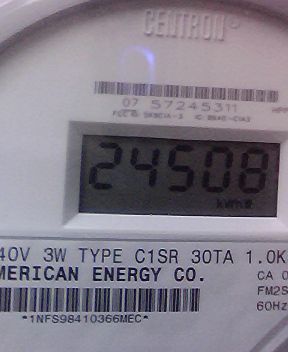 CENTRON®
07 57245311
24508
kWh
40V 3W TYPE C1SR 30TA 1.0K
MERICAN ENERGY CO.
CA 0
FM2S
60Hz
*1NFS98410366MEC*